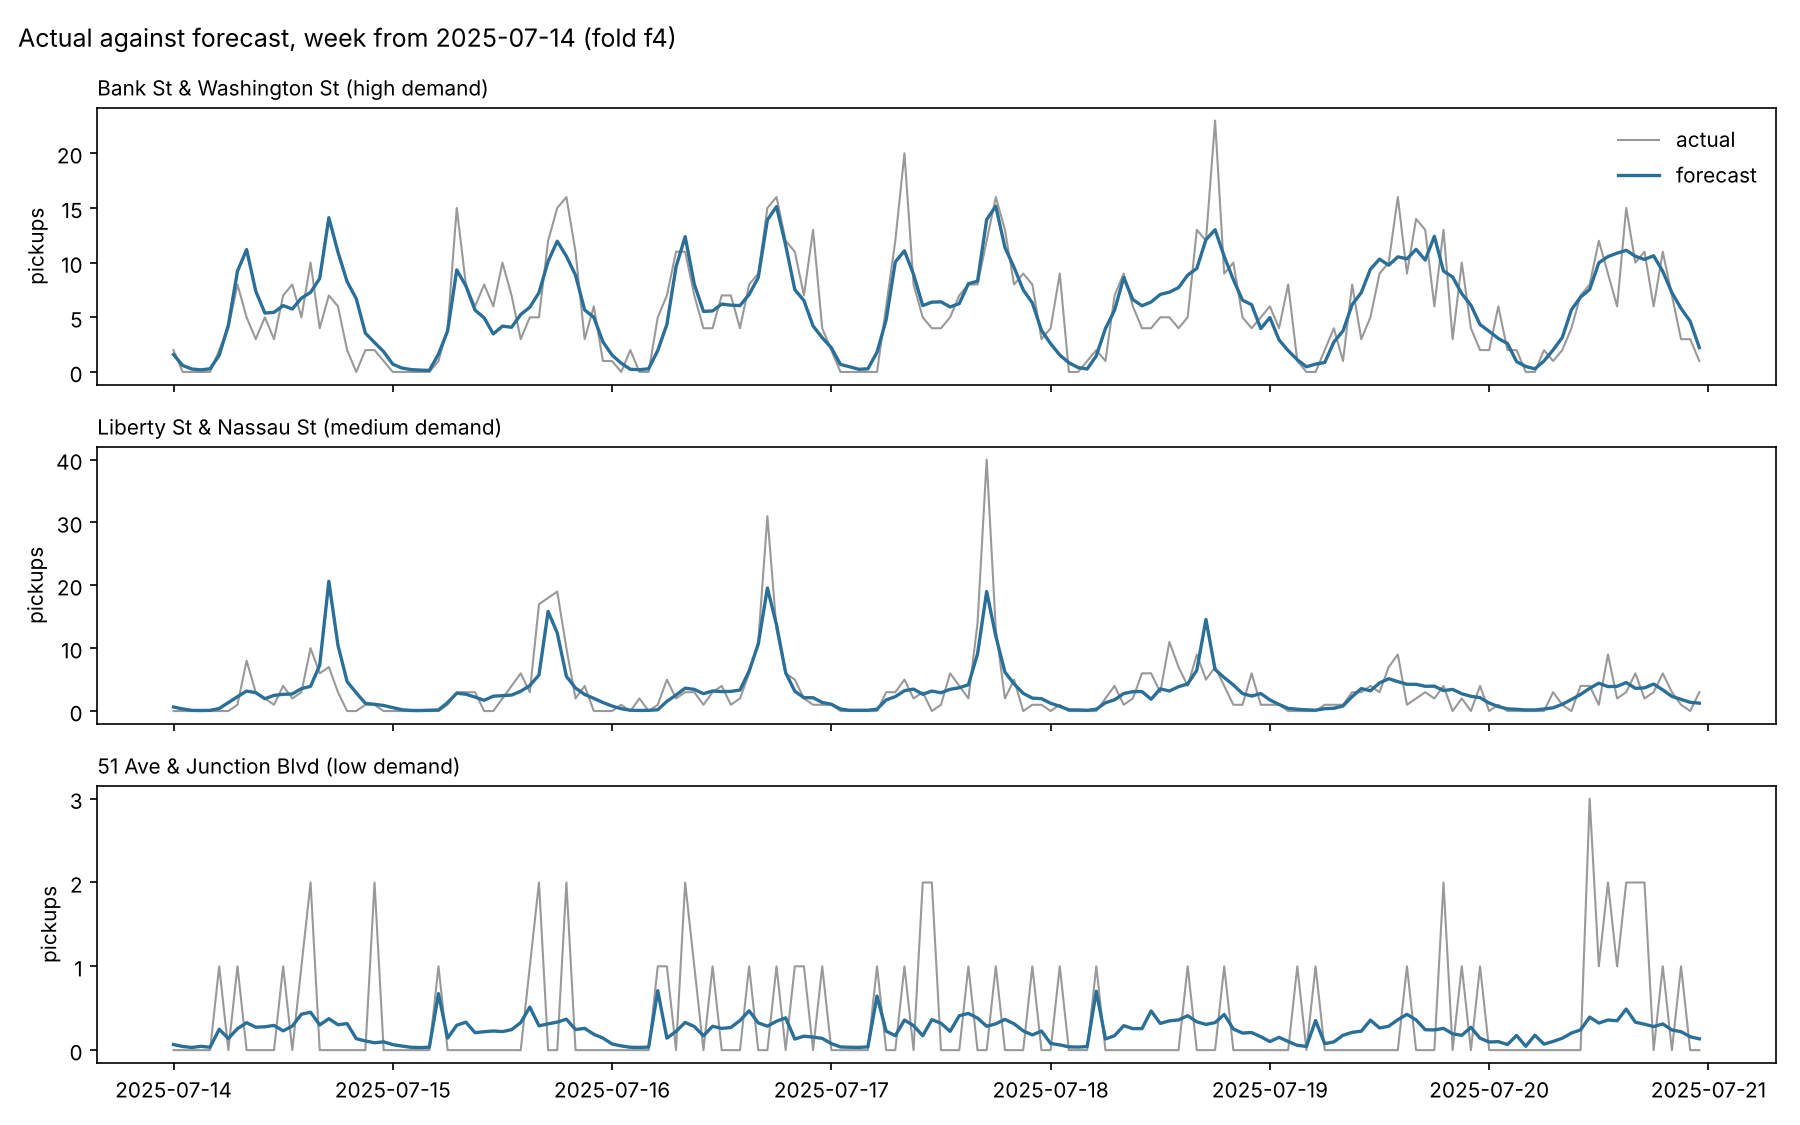 Actual against forecast, week from 2025-07-14 (fold f4)
Bank St & Washington St (high demand)
pickups
20
15
10
5
0
actual
forecast
Liberty St & Nassau St (medium demand)
pickups
40
30
20
10
0
51 Ave & Junction Blvd (low demand)
pickups
3
2
1
0
2025-07-14
2025-07-15
2025-07-16
2025-07-17
2025-07-18
2025-07-19
2025-07-20
2025-07-21